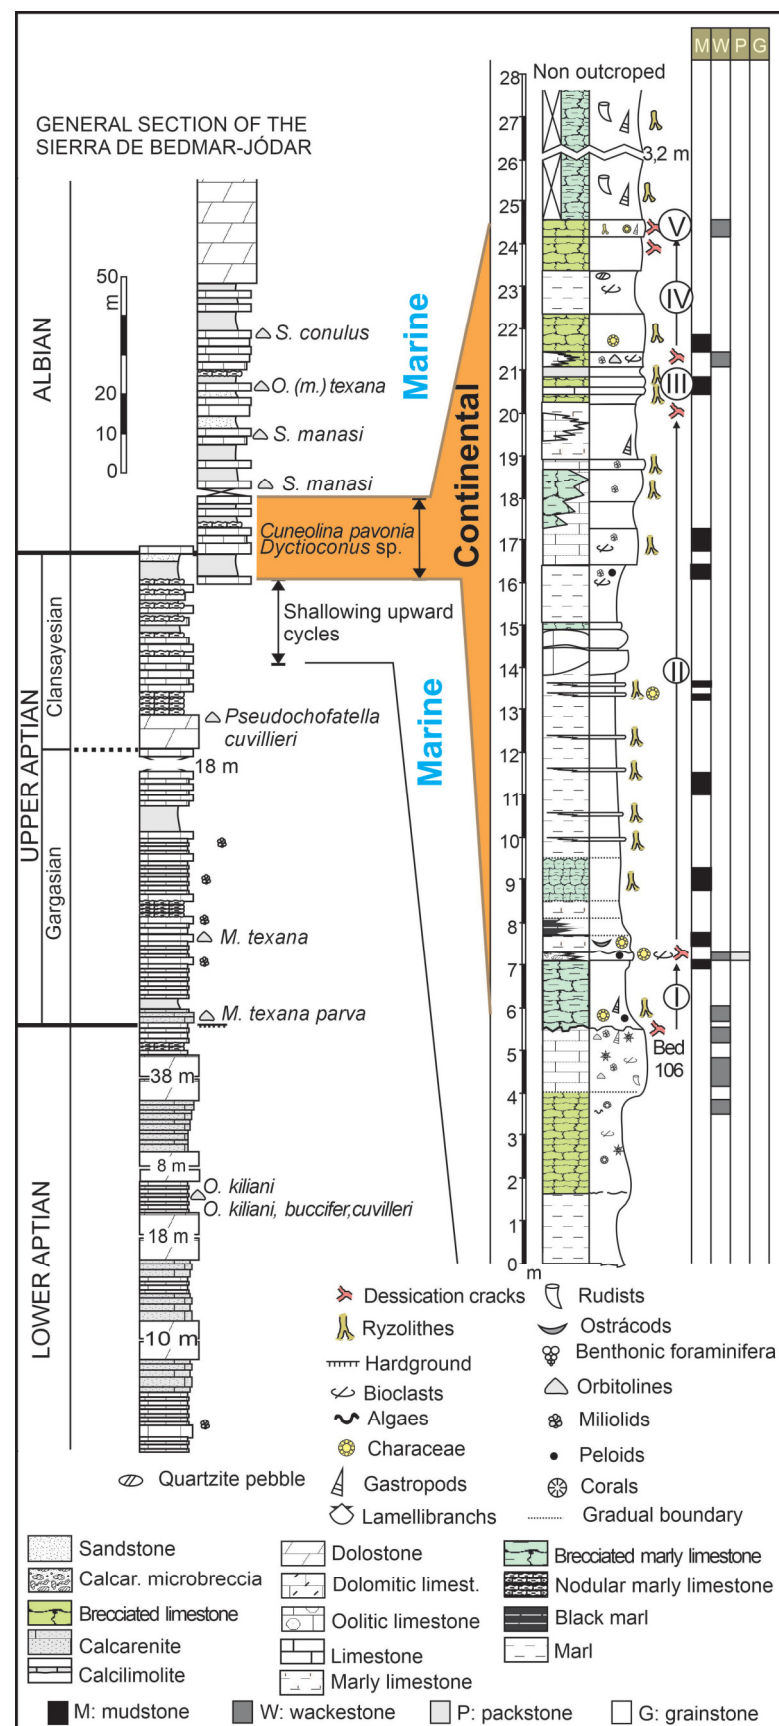 M W P G
28
Non outcroped
GENERAL SECTION OF THE
SIERRA DE BEDMAR-JÓDAR
27
3,2 m
26
25
V
24
50
m
20
10
0
ALBIAN
S. conulus
O. (m.) texana
S. manasi
S. manasi
Marine
Continental
23
IV
22
21
III
20
19
18
Cuneolina pavonia
Dyctioconus sp.
17
16
Shallowing upward
cycles
15
14
II
13
12
11
10
9
8
7
6
I
Bed
106
5
4
3
2
1
0
m
Marine
UPPER APTIAN
Clansayesian
Pseudochofatella
cuvillieri
18 m
Gargasian
M. texana
M. texana parva
LOWER APTIAN
38 m
8 m
O. kiliani
O. kiliani, buccifer,cuvilleri
18 m
10 m
Dessication cracks
Rudists
Ryzolithes
Ostrácods
Benthonic foraminifera
Hardground
Bioclasts
Orbitolines
Algaes
Miliolids
Characeae
Peloids
Quartzite pebble
Gastropods
Corals
Lamellibranchs
Gradual boundary
Sandstone
Dolostone
Brecciated marly limestone
Calcar. microbreccia
Dolomitic limest.
Nodular marly limestone
Brecciated limestone
Oolitic limestone
Black marl
Calcarenite
Limestone
Marl
Calcilimolite
Marly limestone
M: mudstone
W: wackestone
P: packstone
G: grainstone